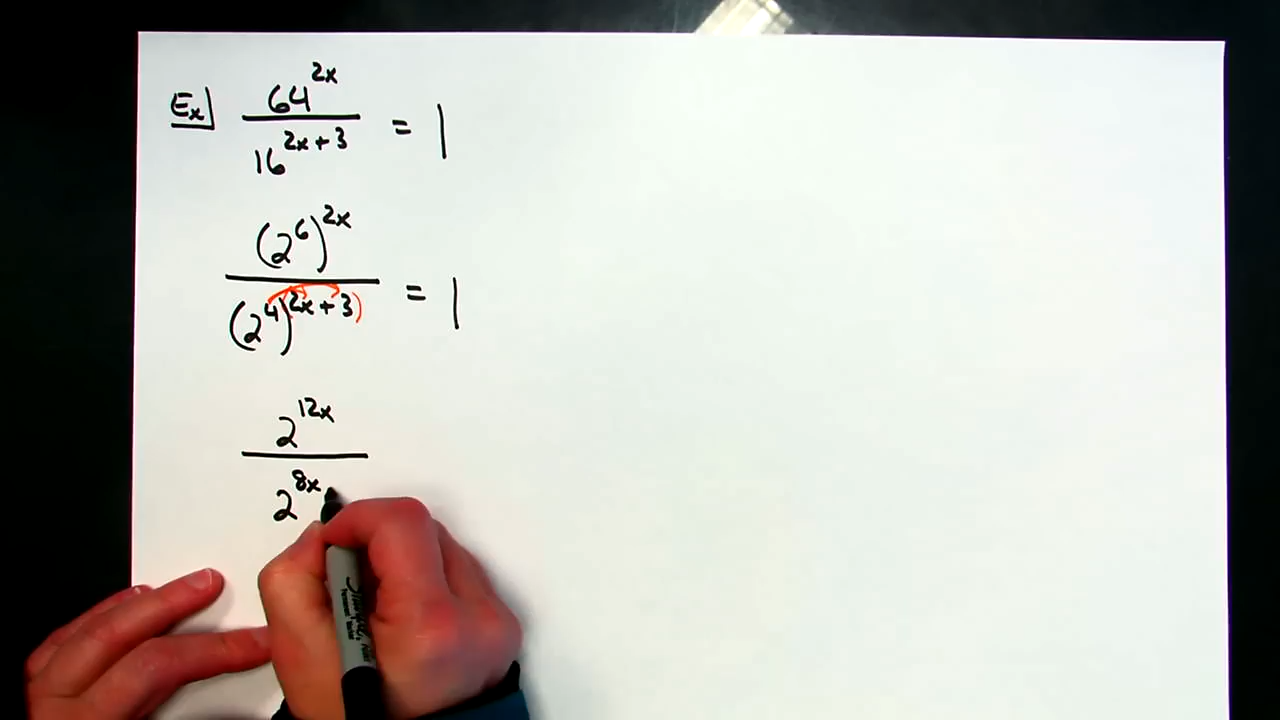 Ex] 64^{2x} / 16^{2x+3} = 1
(2^6)^{2x} / (2^4)^{(2x+3)} = 1
2^{12x} / 2^{8x}